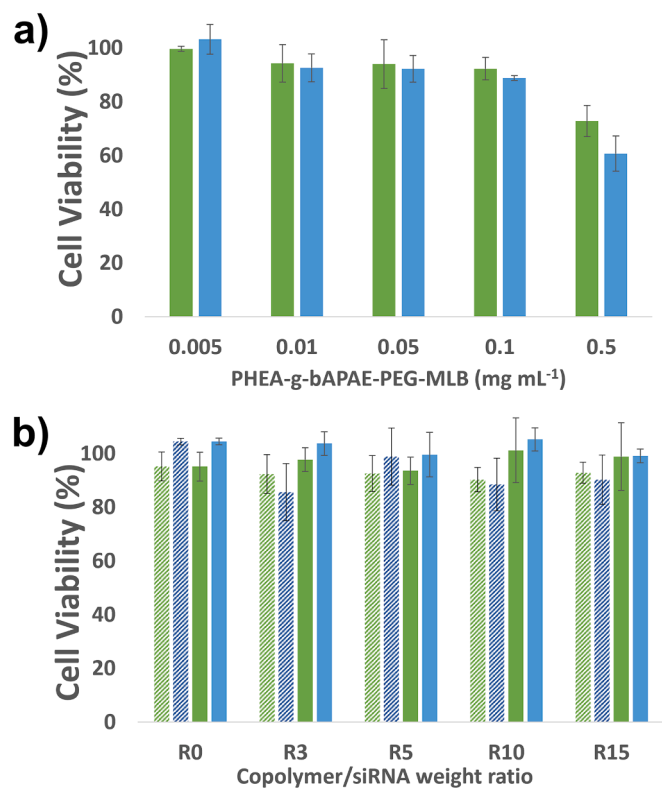 a)
Cell Viability (%)
100
80
60
40
20
0
0.005 0.01 0.05 0.1 0.5
PHEA-g-bAPAE-PEG-MLB (mg mL⁻¹)
b)
Cell Viability (%)
100
80
60
40
20
0
R0 R3 R5 R10 R15
Copolymer/siRNA weight ratio